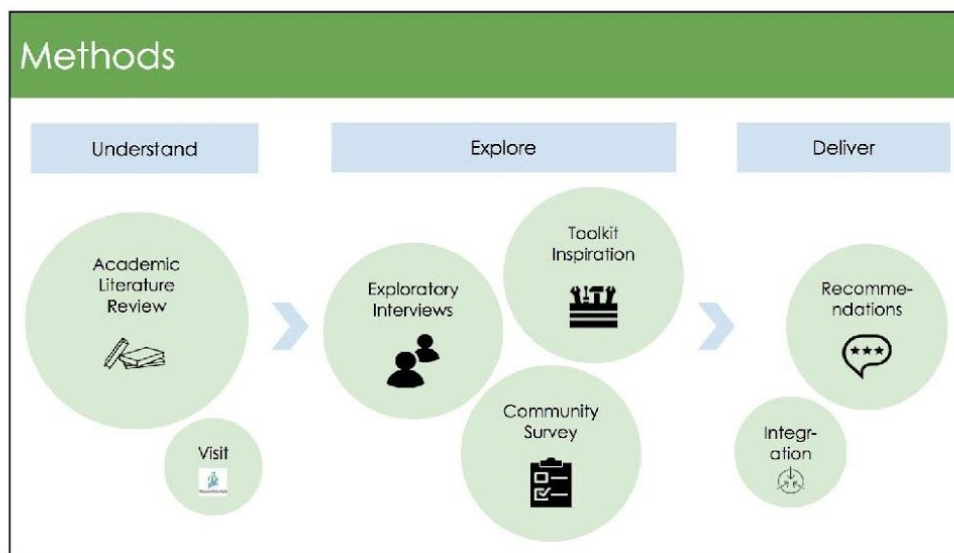 Methods
Understand
Explore
Deliver
Academic
Literature
Review
Visit
Exploratory
Interviews
Toolkit
Inspiration
Community
Survey
Recomme-
ndations
Integr-
ation